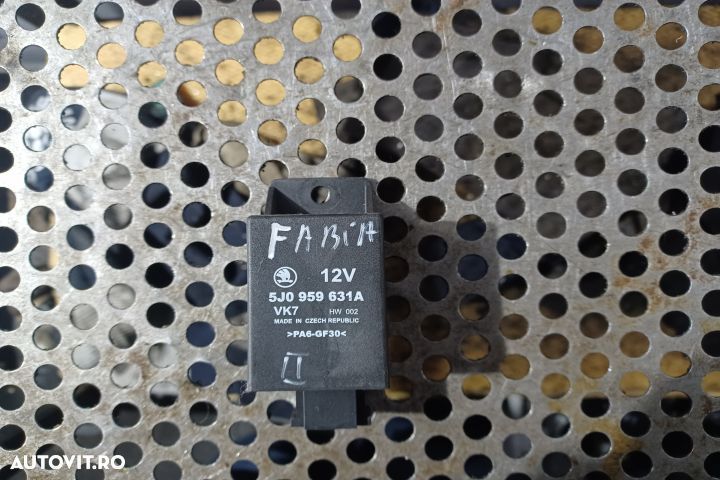 FABIA
12V
5J0 959 631A
VK7 HW 002
MADE IN CZECH REPUBLIC
>PA6-GF30<
II
AUTOVIT.RO